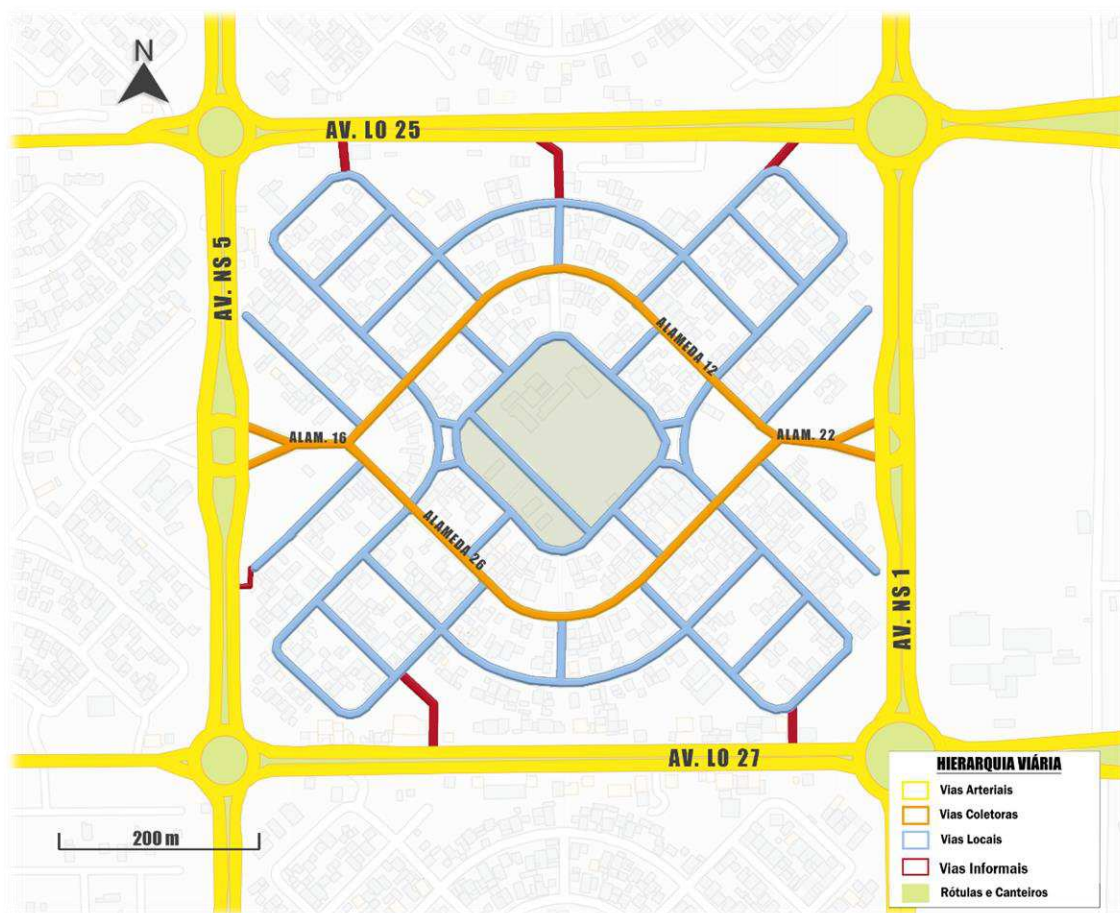 N
AV. LO 25
AV. NS 5
ALAMEDA 12
ALAM. 16
ALAM. 22
ALAMEDA 26
AV. NS 1
AV. LO 27
200 m
HIERARQUIA VIÁRIA
Vias Arteriais
Vias Coletoras
Vias Locais
Vias Informais
Rótulas e Canteiros